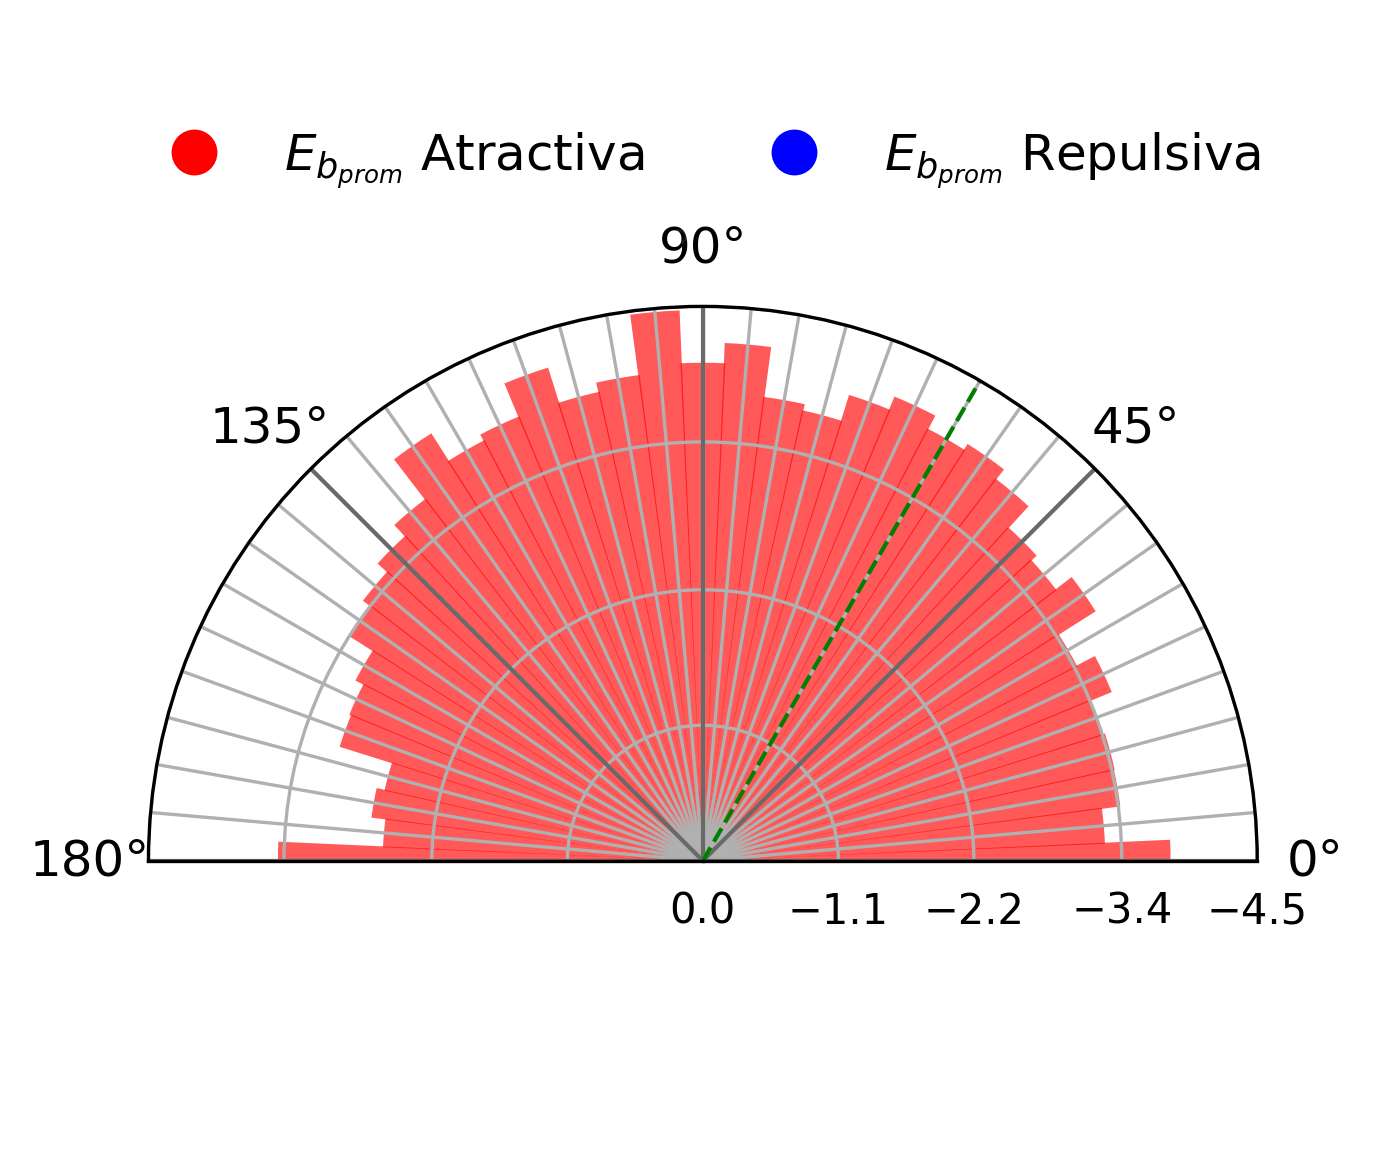 E_{b_{prom}} Atractiva E_{b_{prom}} Repulsiva
90°
135° 45°
180° 0°
0.0 −1.1 −2.2 −3.4 −4.5